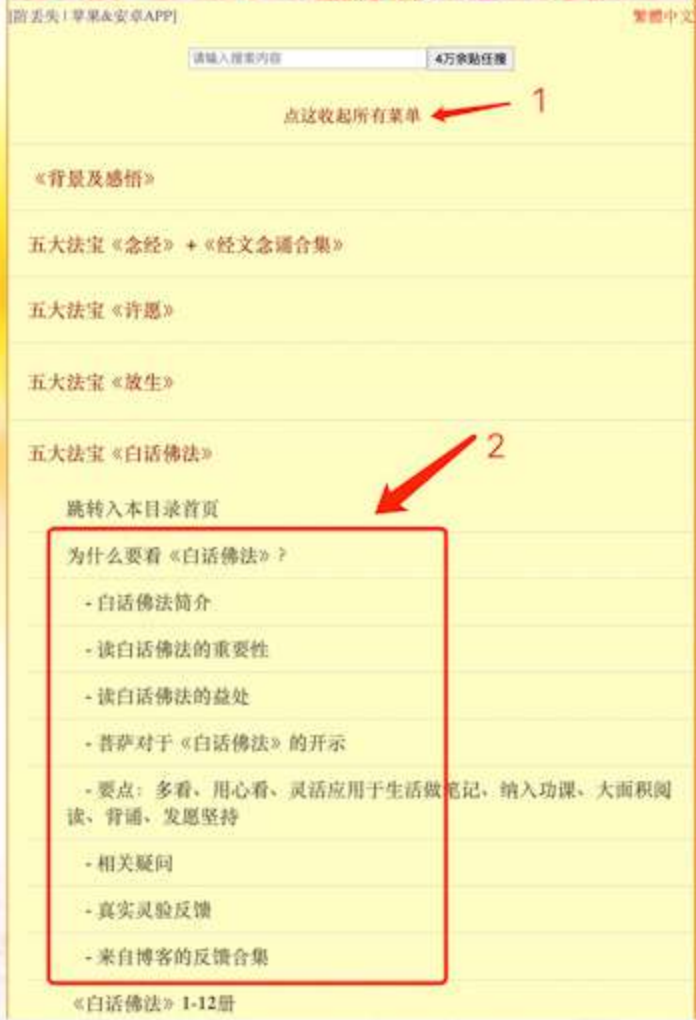 [防丢失 | 苹果&安卓APP]
繁體中文
请输入搜索内容
4万余贴任搜
点这收起所有菜单
1
《背景及感悟》
五大法宝《念经》 + 《经文念诵合集》
五大法宝《许愿》
五大法宝《放生》
五大法宝《白话佛法》
2
跳转入本目录首页
为什么要看《白话佛法》?
- 白话佛法简介
- 读白话佛法的重要性
- 读白话佛法的益处
- 菩萨对于《白话佛法》的开示
- 要点: 多看、用心看、灵活应用于生活做笔记、纳入功课、大面积阅
读、背诵、发愿坚持
- 相关疑问
- 真实灵验反馈
- 来自博客的反馈合集
《白话佛法》1-12册